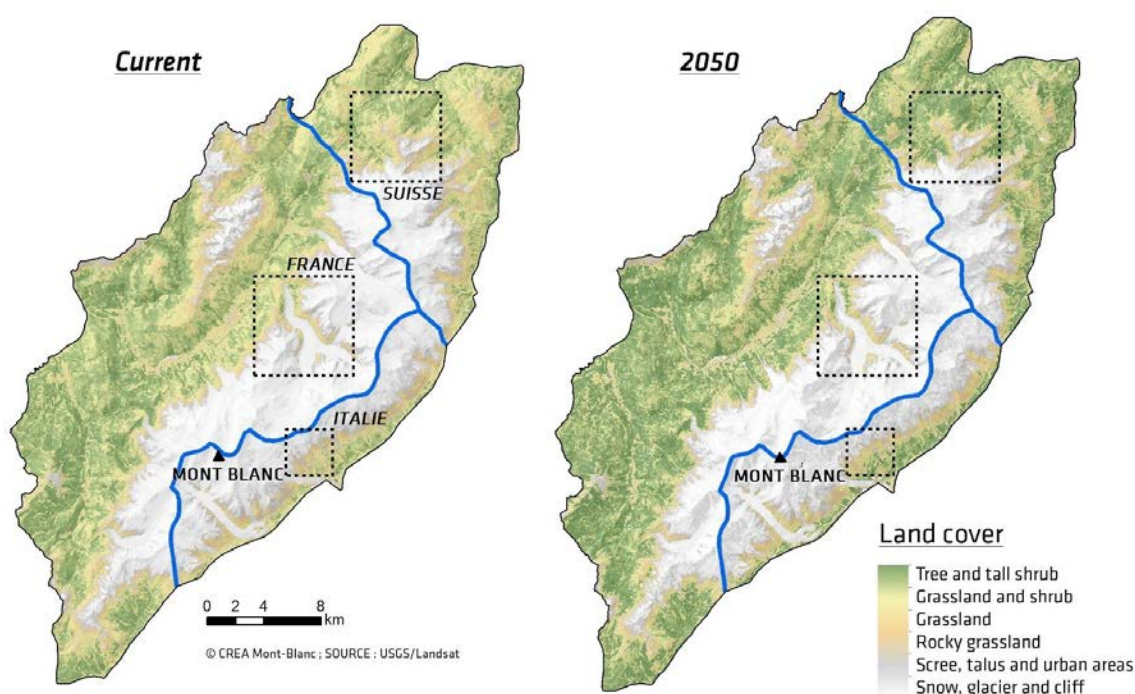 Current
SUISSE
FRANCE
ITALIE
MONT BLANC
0 2 4 8
km
© CREA Mont-Blanc ; SOURCE : USGS/Landsat
2050
MONT BLANC
Land cover
Tree and tall shrub
Grassland and shrub
Grassland
Rocky grassland
Scree, talus and urban areas
Snow, glacier and cliff